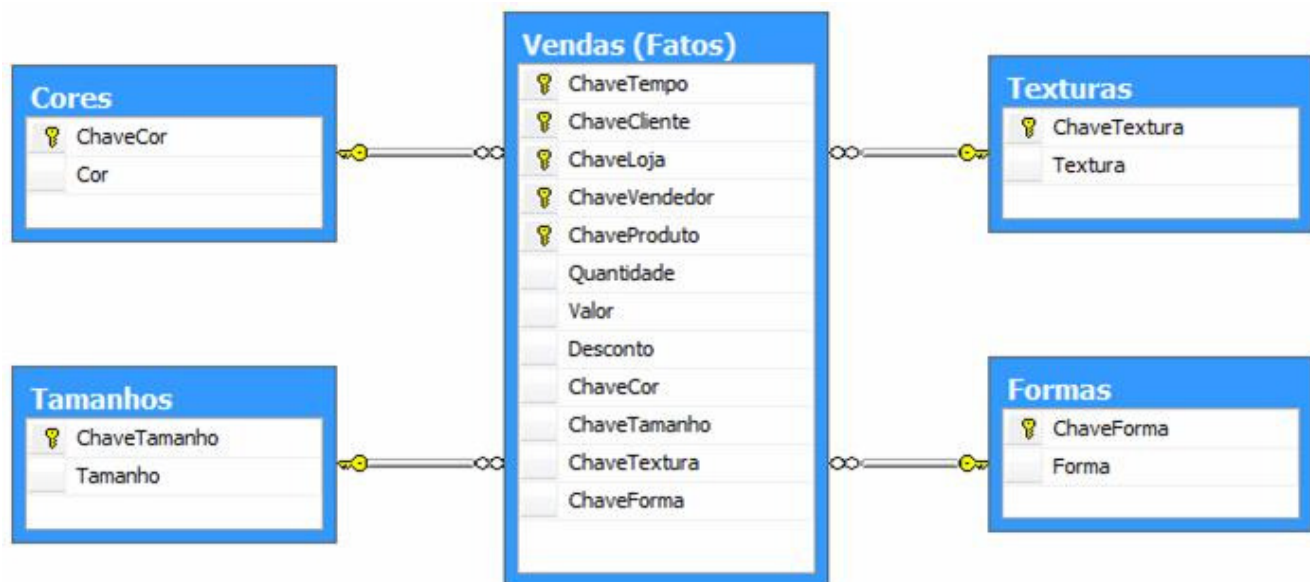 Cores
ChaveCor
Cor
Tamanhos
ChaveTamanho
Tamanho
Vendas (Fatos)
ChaveTempo
ChaveCliente
ChaveLoja
ChaveVendedor
ChaveProduto
Quantidade
Valor
Desconto
ChaveCor
ChaveTamanho
ChaveTextura
ChaveForma
Texturas
ChaveTextura
Textura
Formas
ChaveForma
Forma